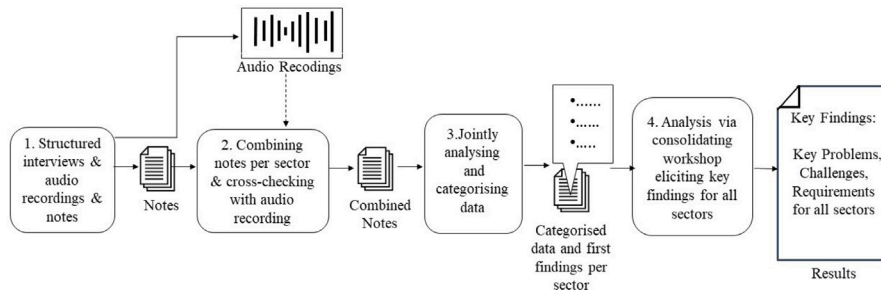 Audio Recodings
1. Structured
interviews &
audio
recordings &
notes
Notes
2. Combining
notes per sector
& cross-checking
with audio
recording
Combined
Notes
3.Jointly
analysing
and
categorising
data
•......
•......
•.....
Categorised
data and first
findings per
sector
4. Analysis via
consolidating
workshop
eliciting key
findings for all
sectors
Key Findings:
Key Problems,
Challenges,
Requirements
for all sectors
Results